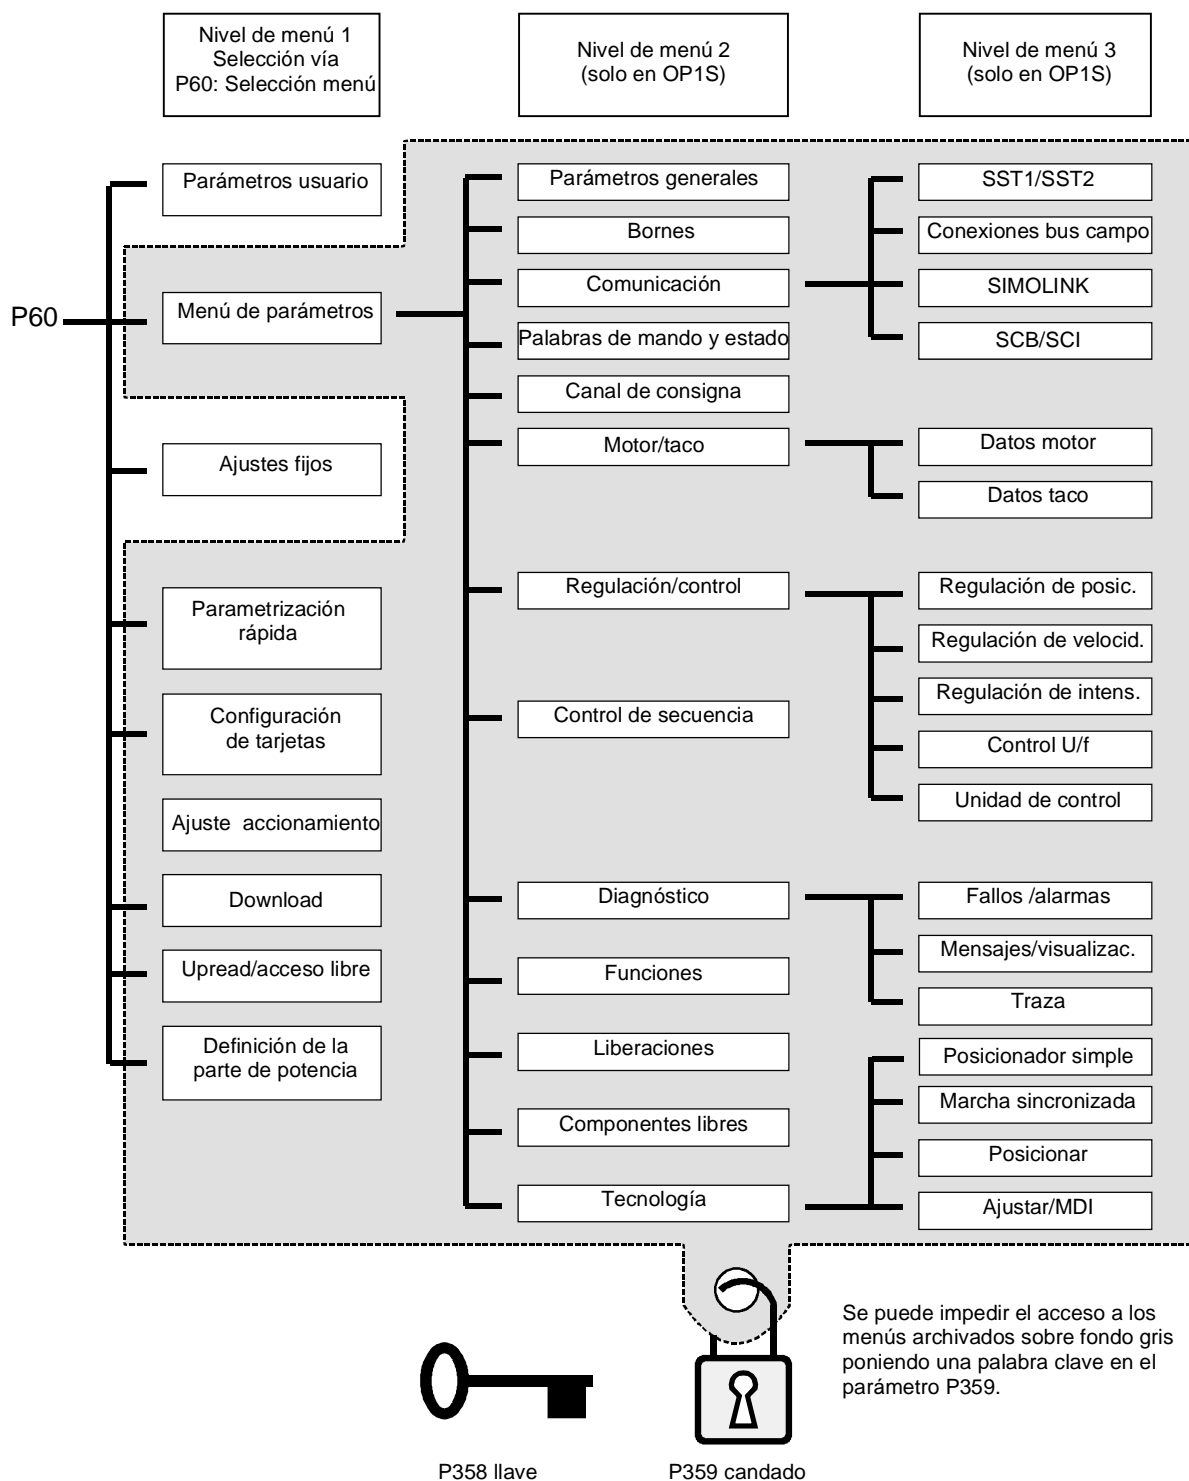 Nivel de menú 1
Selección vía
P60: Selección menú
Nivel de menú 2
(solo en OP1S)
Nivel de menú 3
(solo en OP1S)
P60
Parámetros usuario
Menú de parámetros
Ajustes fijos
Parametrización
rápida
Configuración
de tarjetas
Ajuste  accionamiento
Download
Upread/acceso libre
Definición de la
parte de potencia
Parámetros generales
Bornes
Comunicación
Palabras de mando y estado
Canal de consigna
Motor/taco
Regulación/control
Control de secuencia
Diagnóstico
Funciones
Liberaciones
Componentes libres
Tecnología
SST1/SST2
Conexiones bus campo
SIMOLINK
SCB/SCI
Datos motor
Datos taco
Regulación de posic.
Regulación de velocid.
Regulación de intens.
Control U/f
Unidad de control
Fallos /alarmas
Mensajes/visualizac.
Traza
Posicionador simple
Marcha sincronizada
Posicionar
Ajustar/MDI
Se puede impedir el acceso a los
menús archivados sobre fondo gris
poniendo una palabra clave en el
parámetro P359.
P358 llave
P359 candado